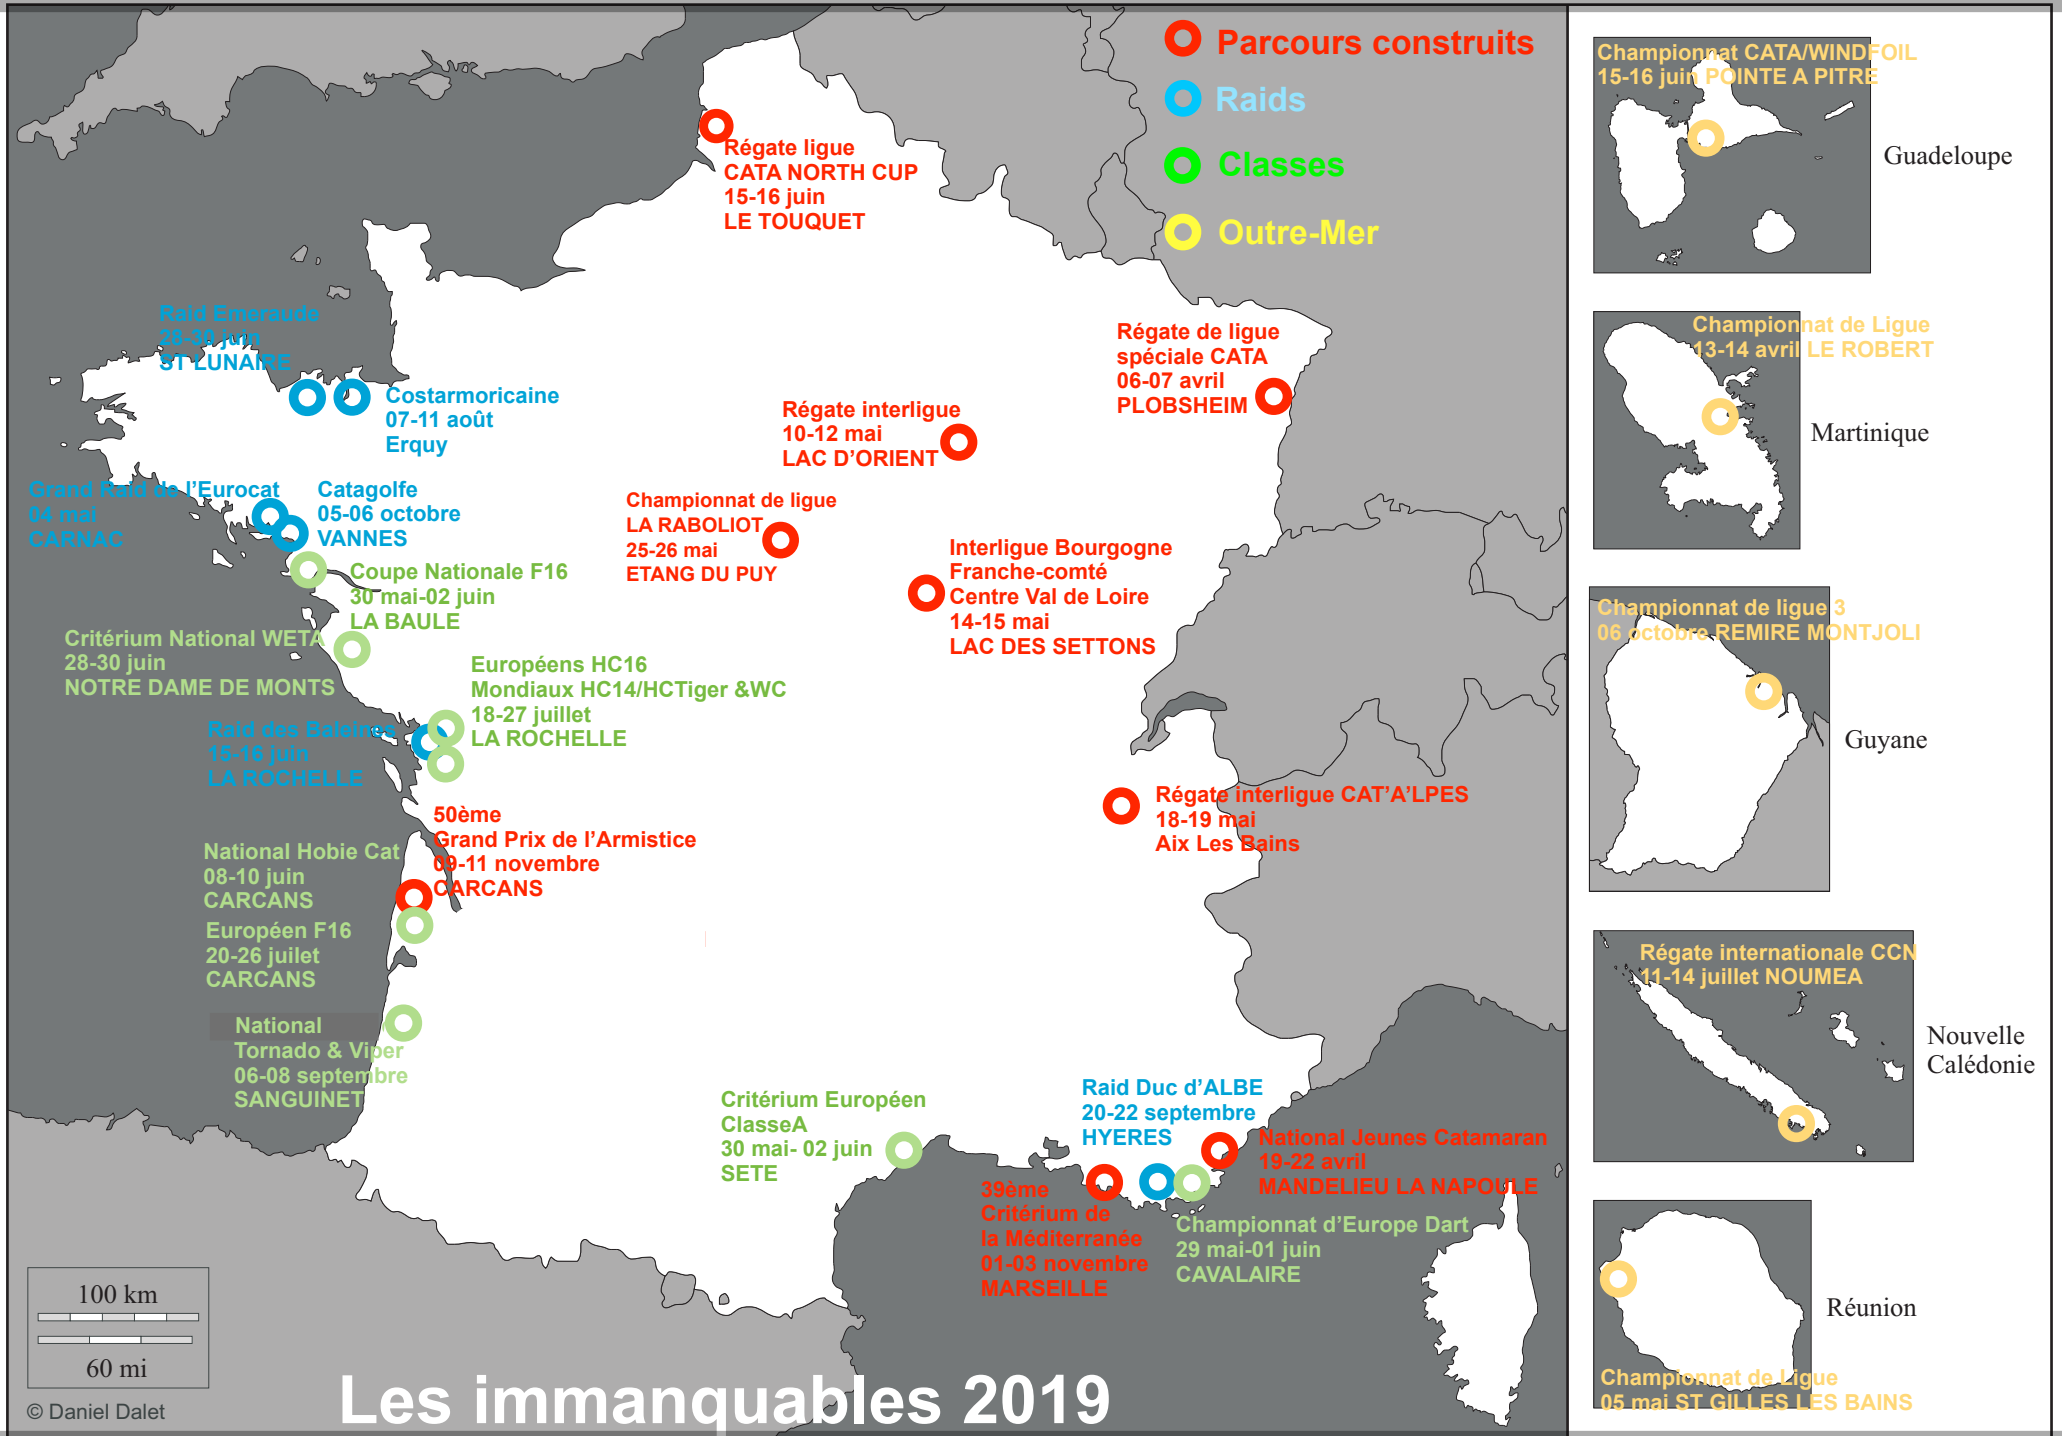 Parcours construits
Raids
Classes
Outre-Mer
Régate ligue
CATA NORTH CUP
15-16 juin
LE TOUQUET
Raid Emeraude
28-30 juin
ST LUNAIRE
Costarmoricaine
07-11 août
Erquy
Régate de ligue
spéciale CATA
06-07 avril
PLOBSHEIM
Régate interligue
10-12 mai
LAC D'ORIENT
Grand Raid de l'Eurocat
04 mai
CARNAC
Catagolfe
05-06 octobre
VANNES
Championnat de ligue
LA RABOLIOT
25-26 mai
ETANG DU PUY
Interligue Bourgogne
Franche-comté
Centre Val de Loire
14-15 mai
LAC DES SETTONS
Coupe Nationale F16
30 mai-02 juin
LA BAULE
Critérium National WETA
28-30 juin
NOTRE DAME DE MONTS
Européens HC16
Mondiaux HC14/HCTiger &WC
18-27 juillet
LA ROCHELLE
Raid des Baleines
15-16 juin
LA ROCHELLE
50ème
Grand Prix de l'Armistice
09-11 novembre
CARCANS
Régate interligue CAT'A'LPES
18-19 mai
Aix Les Bains
National Hobie Cat
08-10 juin
CARCANS
Européen F16
20-26 juilet
CARCANS
National
Tornado & Viper
06-08 septembre
SANGUINET
Critérium Européen
ClasseA
30 mai- 02 juin
SETE
Raid Duc d'ALBE
20-22 septembre
HYERES
National Jeunes Catamaran
19-22 avril
MANDELIEU LA NAPOULE
39ème
Critérium de
la Méditerranée
01-03 novembre
MARSEILLE
Championnat d'Europe Dart
29 mai-01 juin
CAVALAIRE
100 km
60 mi
© Daniel Dalet
Les immanquables 2019
Championnat CATA/WINDFOIL
15-16 juin POINTE A PITRE
Guadeloupe
Championnat de Ligue
13-14 avril LE ROBERT
Martinique
Championnat de ligue 3
06 octobre REMIRE MONTJOLI
Guyane
Régate internationale CCN
11-14 juillet NOUMEA
Nouvelle
Calédonie
Réunion
Championnat de Ligue
05 mai ST GILLES LES BAINS